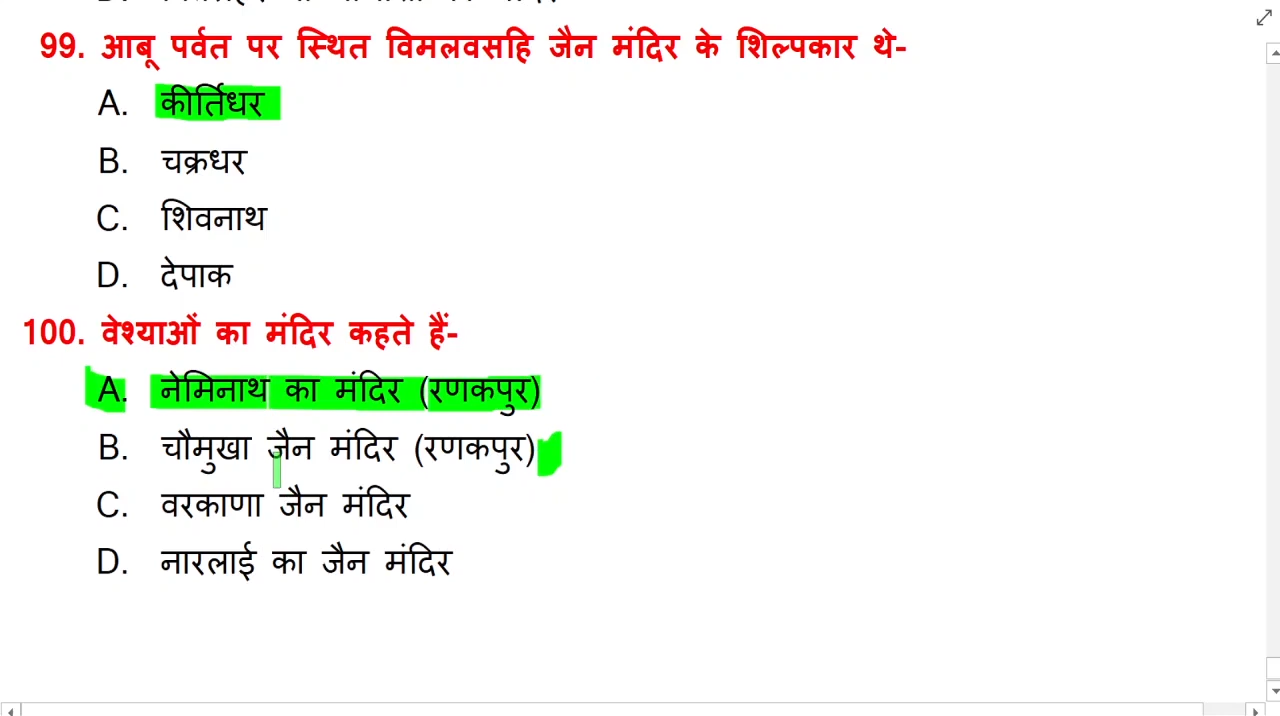 99. आबू पर्वत पर स्थित विमलवसहि जैन मंदिर के शिल्पकार थे-
A. कीर्तिधर
B. चक्रधर
C. शिवनाथ
D. देपाक
100. वेश्याओं का मंदिर कहते हैं-
A. नेमिनाथ का मंदिर (रणकपुर)
B. चौमुखा जैन मंदिर (रणकपुर)
C. वरकाणा जैन मंदिर
D. नारलाई का जैन मंदिर